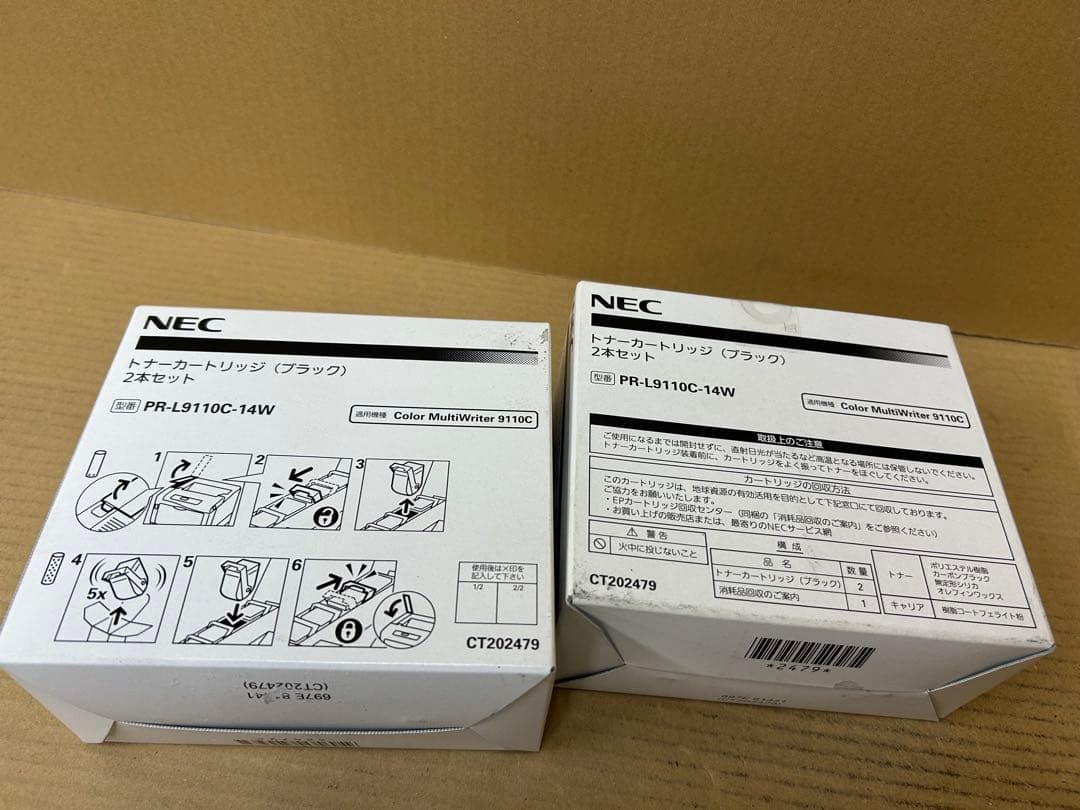 NEC
トナーカートリッジ（ブラック）
2本セット
型番 PR-L9110C-14W
適用機種 Color MultiWriter 9110C
1
2
3
4
5x
5
6
使用後は×印を
記入して下さい
1/2 2/2
CT202479
(CT202479)
NEC
トナーカートリッジ（ブラック）
2本セット
型番 PR-L9110C-14W
適用機種 Color MultiWriter 9110C
取扱上のご注意
ご使用になるまでは開封せずに、直射日光が当たるなど高温となる場所には保管しないでください。
トナーカートリッジ装着前に、カートリッジをよく振ってトナーをほぐしてください。
カートリッジの回収方法
このカートリッジは、地球資源の有効活用を目的として下記窓口にて回収しております。
ご協力をお願いいたします。
・EPカートリッジ回収センター（同梱の「消耗品回収のご案内」をご参照ください）
・お買い上げの販売店または、最寄りのNECサービス網
警告
火中に投じないこと
構成
品名 数量
トナーカートリッジ（ブラック） 2
消耗品回収のご案内 1
トナー ポリエステル樹脂
カーボンブラック
無定形シリカ
オレフィンワックス
キャリア 樹脂コートフェライト粉
CT202479
*2479*